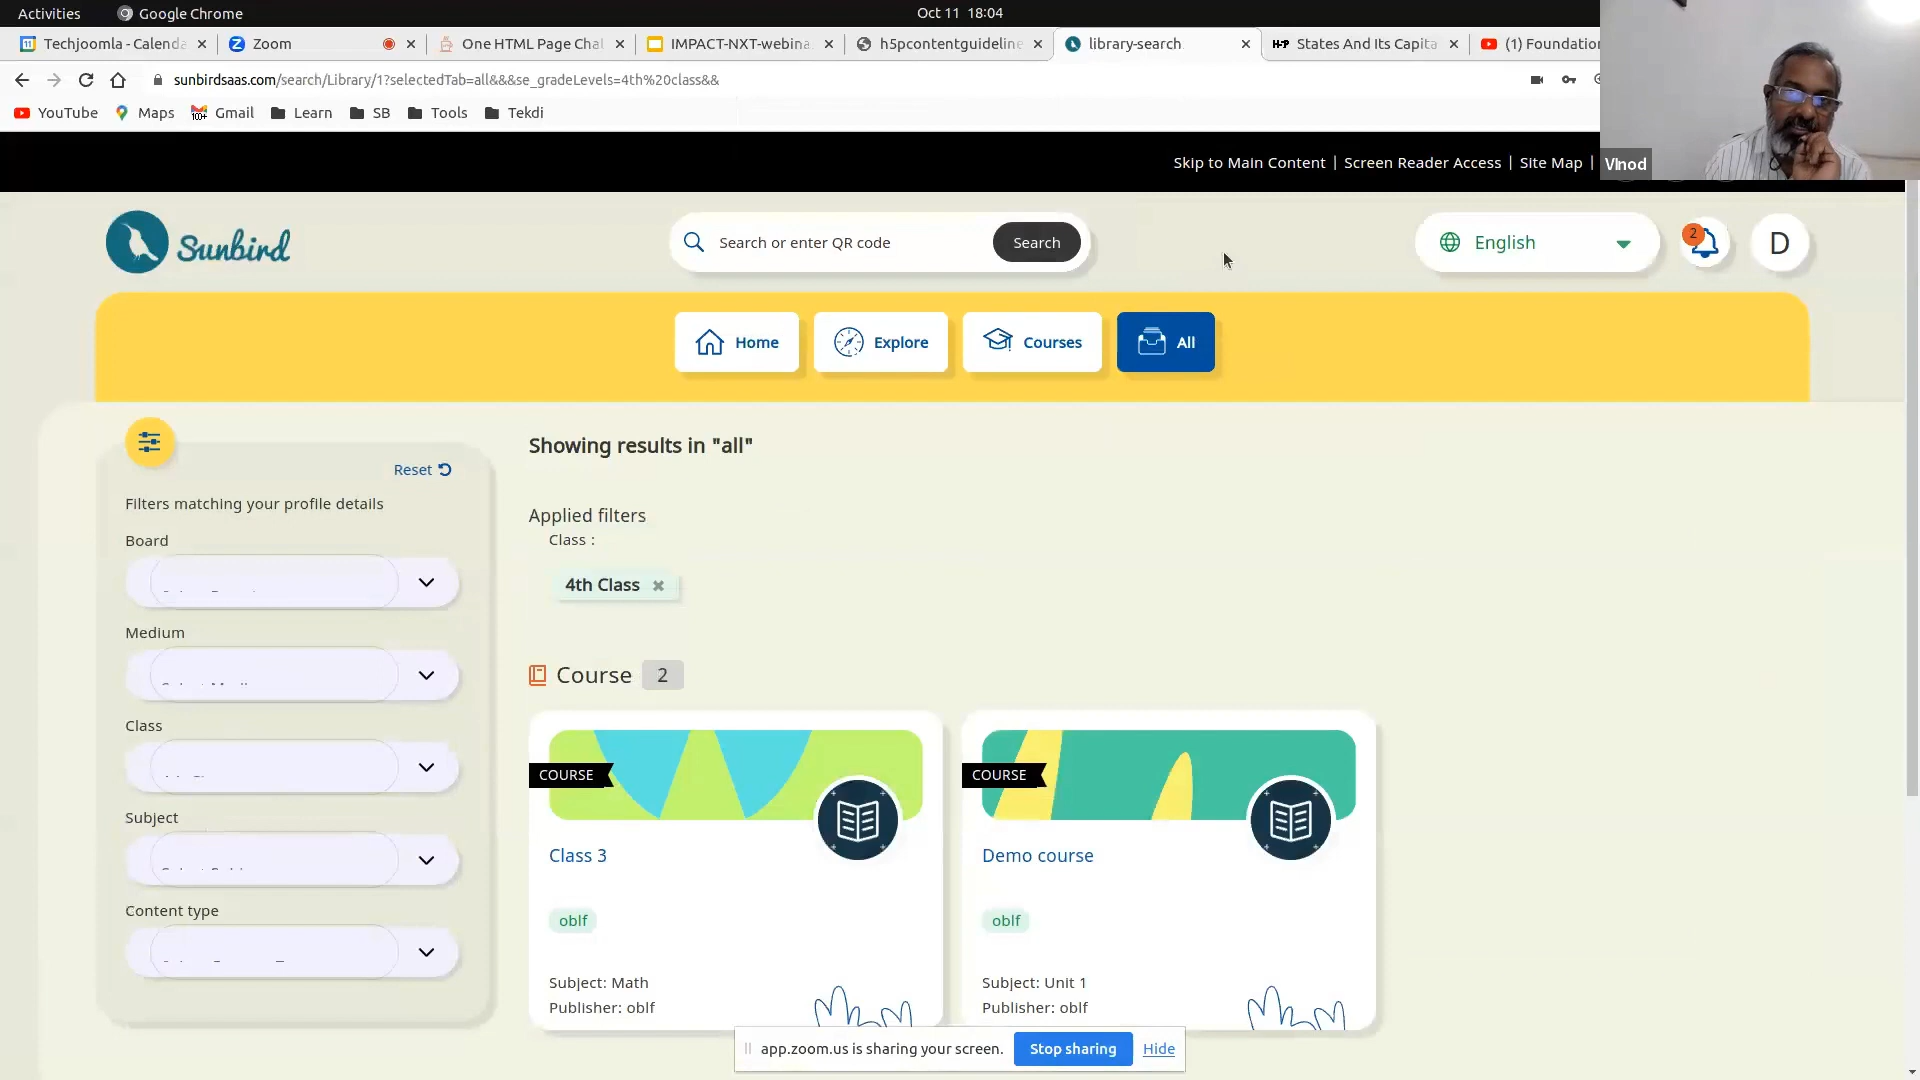 Activities Google Chrome Oct 11 18:04
Techjoomla - Calenda Zoom One HTML Page Cha IMPACT-NXT-webina h5pcontentguideline library-search States And Its Capita (1) Foundatio
sunbirdsaas.com/search/Library/1?selectedTab=all&&&se_gradeLevels=4th%20class&&
YouTube Maps Gmail Learn SB Tools Tekdi
Skip to Main Content | Screen Reader Access | Site Map |
VInod
Sunbird
Search or enter QR code Search
English
2
D
Home Explore Courses All
Showing results in "all"
Reset
Filters matching your profile details
Applied filters
Class :
4th Class
Board
Medium
Class
Subject
Content type
Course 2
COURSE
Class 3
oblf
Subject: Math
Publisher: oblf
COURSE
Demo course
oblf
Subject: Unit 1
Publisher: oblf
app.zoom.us is sharing your screen. Stop sharing Hide